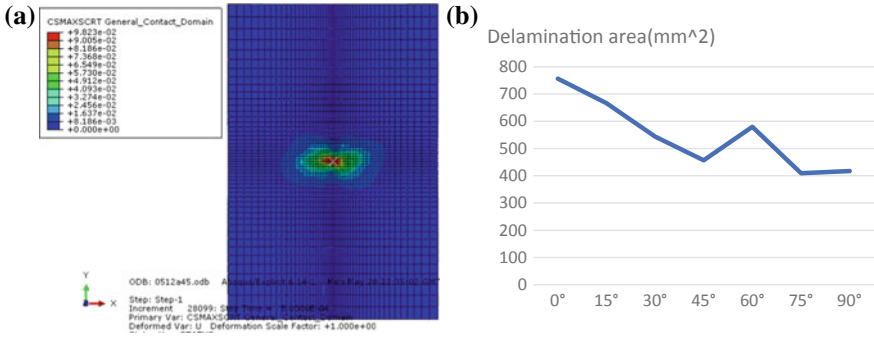 (a)
CSMAXSCRT General_Contact_Domain
+9.823e-02
+9.005e-02
+8.186e-02
+7.368e-02
+6.549e-02
+5.730e-02
+4.912e-02
+4.093e-02
+3.274e-02
+2.456e-02
+1.637e-02
+8.186e-03
+0.000e+00
Y
X
ODB: 0512a45.odb
Step: Step-1
Increment 28099: Step Time =
Primary Var: CSMAXSCRT General_Contact_Domain
Deformed Var: U Deformation Scale Factor: +1.000e+00
(b)
Delamination area(mm^2)
800
700
600
500
400
300
200
100
0
0° 15° 30° 45° 60° 75° 90°